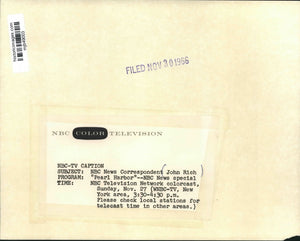 FILED NOV 30 1966
NBC COLOR TELEVISION
NBC-TV CAPTION
SUBJECT: NBC News Correspondent (John Rich)
PROGRAM: "Pearl Harbor"--NBC News special
TIME: NBC Television Network colorcast,
Sunday, Nov. 27 (WNBC-TV, New
York area, 3:30-4:30 p.m.
Please check local stations for
telecast time in other areas.)